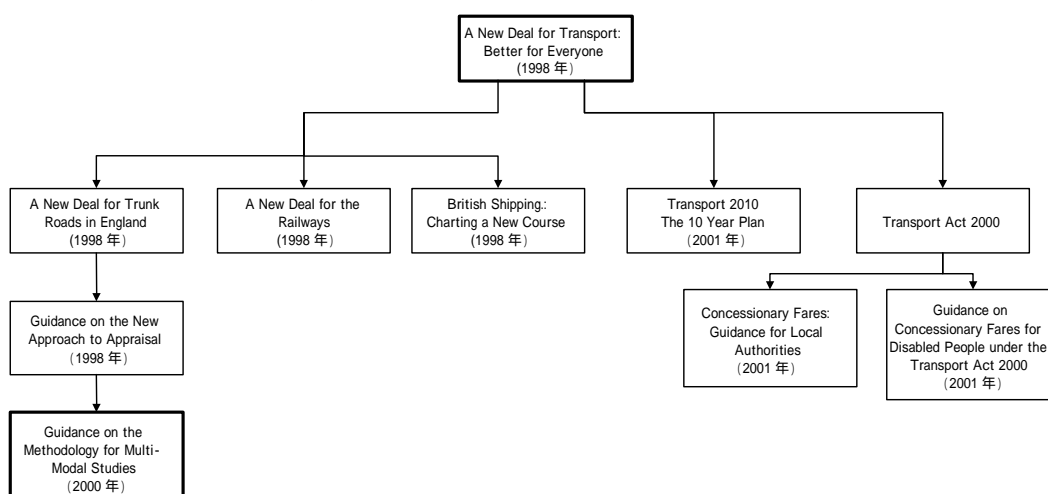 A New Deal for Transport:
Better for Everyone
(1998 年)
A New Deal for Trunk
Roads in England
(1998 年)
A New Deal for the
Railways
(1998 年)
British Shipping.:
Charting a New Course
(1998 年)
Transport 2010
The 10 Year Plan
(2001 年)
Transport Act 2000
Guidance on the New
Approach to Appraisal
(1998 年)
Concessionary Fares:
Guidance for Local
Authorities
(2001 年)
Guidance on
Concessionary Fares for
Disabled People under the
Transport Act 2000
(2001 年)
Guidance on the
Methodology for Multi-
Modal Studies
(2000 年)